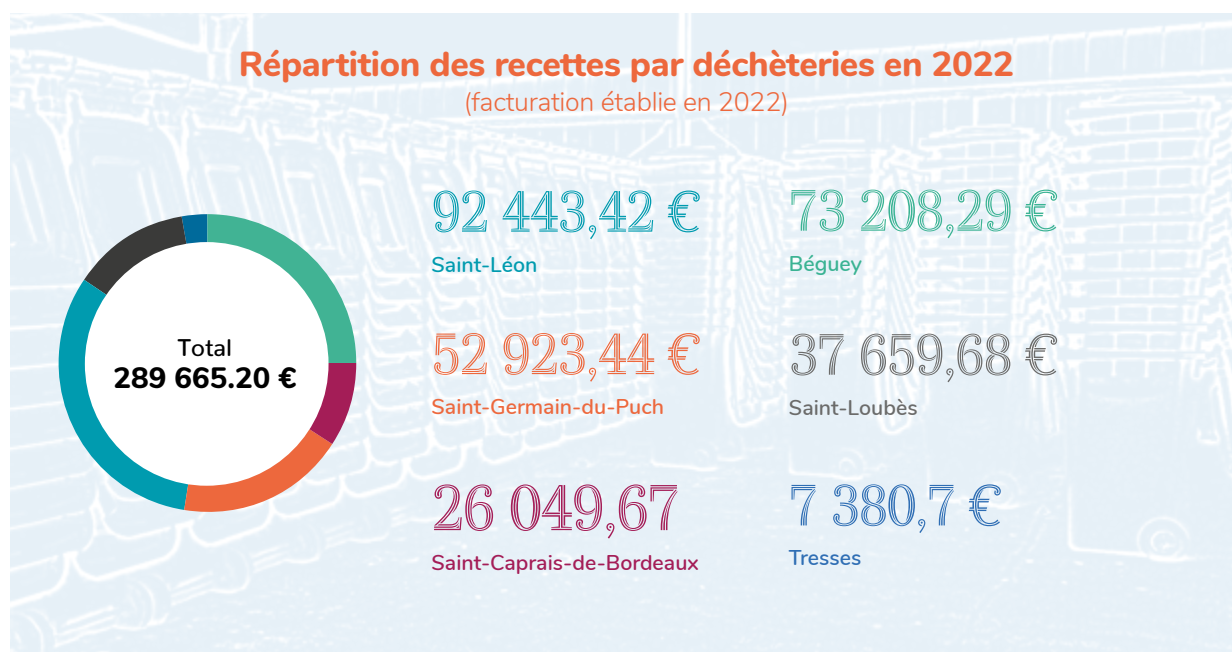 Répartition des recettes par déchèteries en 2022
(facturation établie en 2022)
Total
289 665.20 €
92 443,42 €
Saint-Léon
73 208,29 €
Béguey
52 923,44 €
Saint-Germain-du-Puch
37 659,68 €
Saint-Loubès
26 049,67
Saint-Caprais-de-Bordeaux
7 380,7 €
Tresses